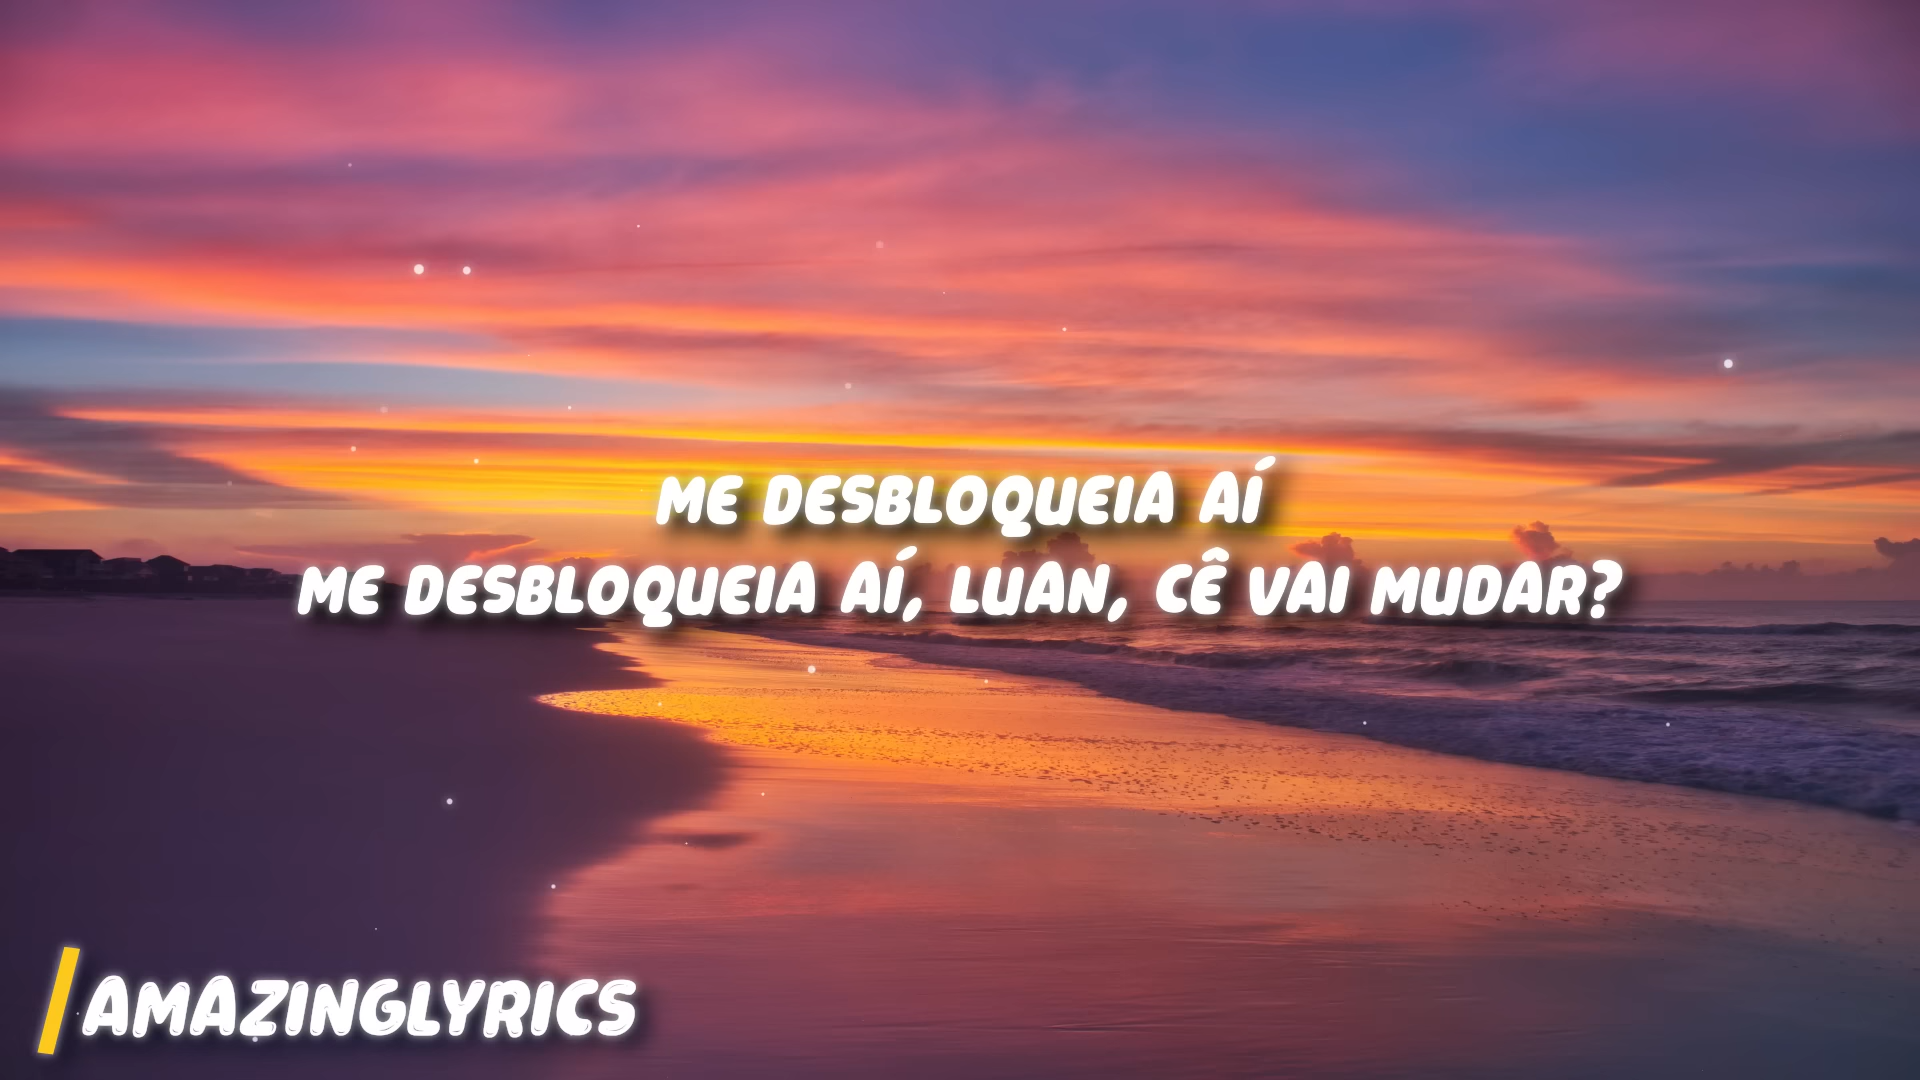 ME DESBLOQUEIA AÍ
ME DESBLOQUEIA AÍ, LUAN, CÊ VAI MUDAR?
AMAZINGLYRICS